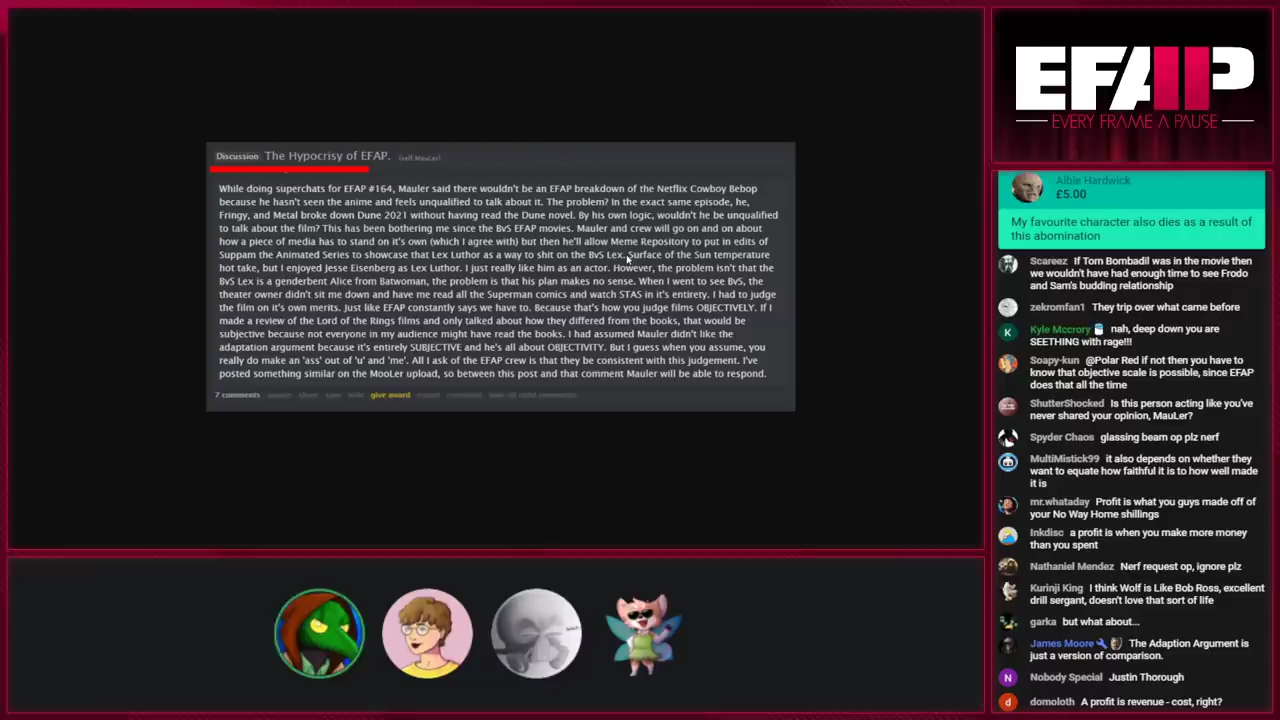 Discussion The Hypocrisy of EFAP. (self.MauLer)
While doing superchats for EFAP #164, Mauler said there wouldn't be an EFAP breakdown of the Netflix Cowboy Bebop
because he hasn't seen the anime and feels unqualified to talk about it. The problem? In the exact same episode, he,
Fringy, and Metal broke down Dune 2021 without having read the Dune novel. By his own logic, wouldn't he be unqualified
to talk about the film? This has been bothering me since the BvS EFAP movies. Mauler and crew will go on and on about
how a piece of media has to stand on it's own (which I agree with) but then he'll allow Meme Repository to put in edits of
Suppam the Animated Series to showcase that Lex Luthor as a way to shit on the BvS Lex. Surface of the Sun temperature
hot take, but I enjoyed Jesse Eisenberg as Lex Luthor. I just really like him as an actor. However, the problem isn't that the
BvS Lex is a genderbent Alice from Batwoman, the problem is that his plan makes no sense. When I went to see BvS, the
theater owner didn't sit me down and have me read all the Superman comics and watch STAS in it's entirety. I had to judge
the film on it's own merits. Just like EFAP constantly says we have to. Because that's how you judge films OBJECTIVELY. If I
made a review of the Lord of the Rings films and only talked about how they differed from the books, that would be
subjective because not everyone in my audience might have read the books. I had assumed Mauler didn't like the
adaptation argument because it's entirely SUBJECTIVE and he's all about OBJECTIVITY. But I guess when you assume, you
really do make an 'ass' out of 'u' and 'me'. All I ask of the EFAP crew is that they be consistent with this judgement. I've
posted something similar on the MooLer upload, so between this post and that comment Mauler will be able to respond.
7 comments share save hide give award report crosspost hide all child comments
EFAP
EVERY FRAME A PAUSE
Albie Hardwick
£5.00
My favourite character also dies as a result of
this abomination
Scareez If Tom Bombadil was in the movie then
we wouldn't have had enough time to see Frodo
and Sam's budding relationship
zekromfan1 They trip over what came before
Kyle Mccrory nah, deep down you are
SEETHING with rage!!!
Soapy-kun @Polar Red if not then you have to
know that objective scale is possible, since EFAP
does that all the time
ShutterShocked Is this person acting like you've
never shared your opinion, MauLer?
Spyder Chaos glassing beam op plz nerf
MultiMistick99 it also depends on whether they
want to equate how faithful it is to how well made
it is
mr.whataday Profit is what you guys made off of
your No Way Home shillings
Inkdisc a profit is when you make more money
than you spent
Nathaniel Mendez Nerf request op, ignore plz
Kurinji King I think Wolf is Like Bob Ross, excellent
drill sergant, doesn't love that sort of life
garka but what about...
James Moore The Adaption Argument is
just a version of comparison.
Nobody Special Justin Thorough
domoloth A profit is revenue - cost, right?